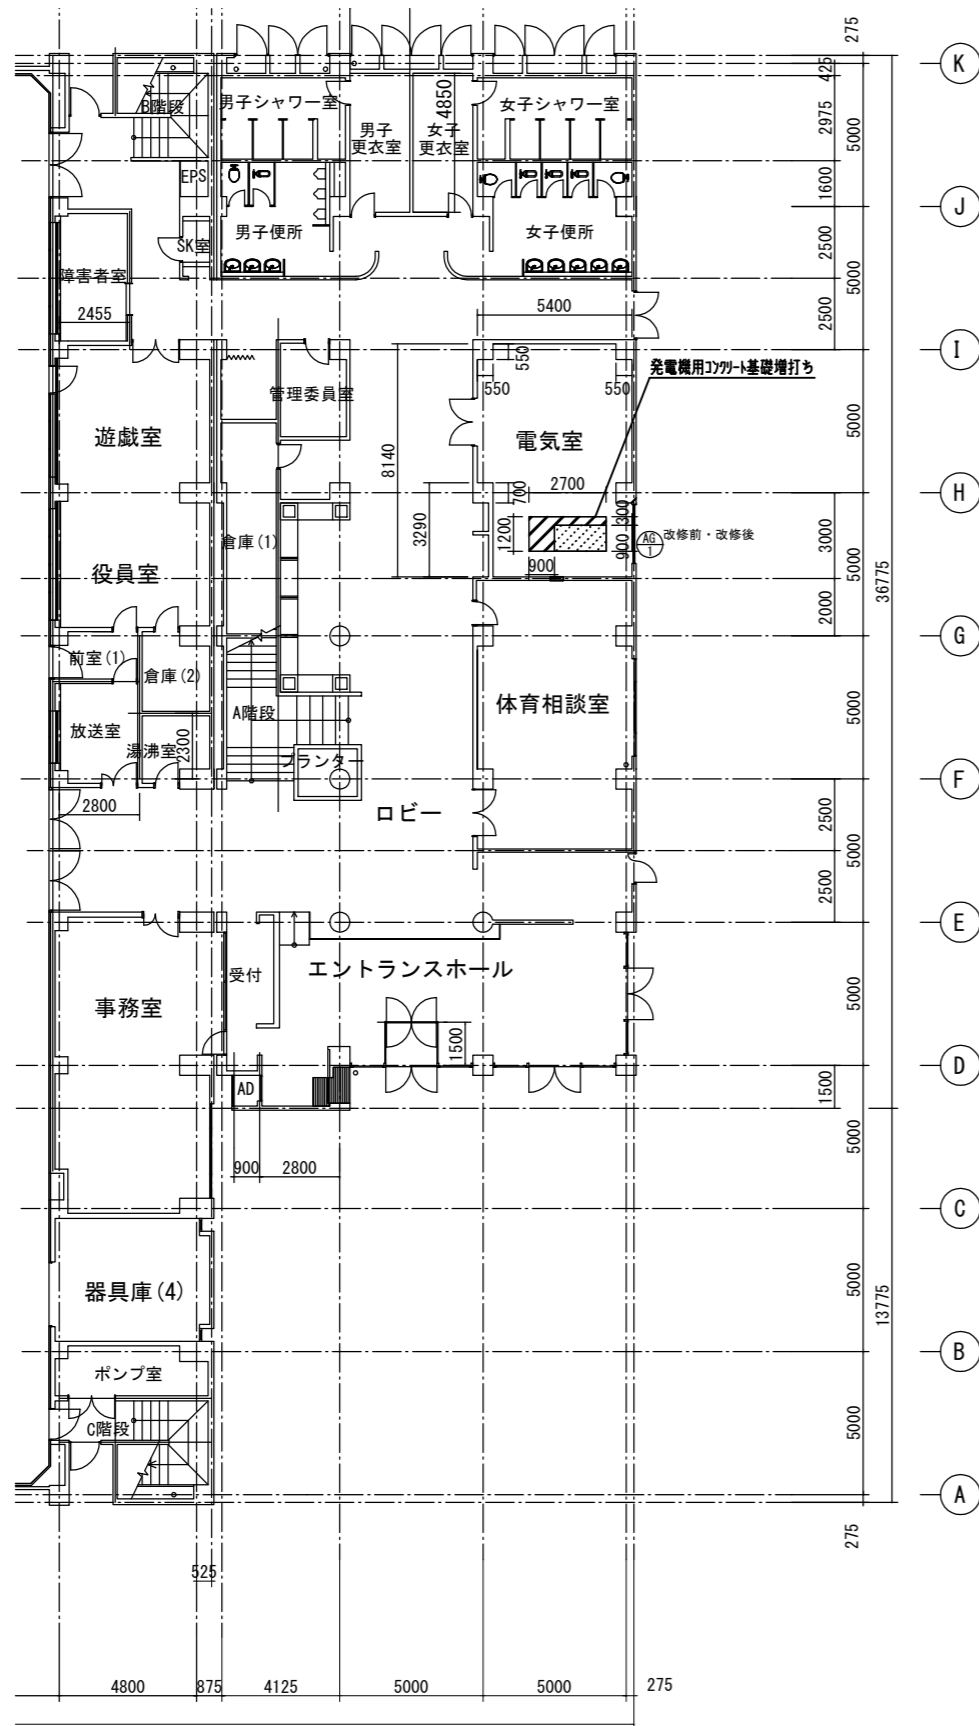 275
K
425
B階段
男子シャワー室
男子
更衣室
女子
更衣室
4850
女子シャワー室
2975
5000
EPS
1600
J
SK室
男子便所
女子便所
2500
5000
障害者室
2455
5400
2500
I
550
550
550
発電機用コンクリート基礎増打ち
管理委員室
遊戯室
電気室
5000
8140
H
700
2700
倉庫(1)
3290
1200
300
900
900
AG
1
改修前・改修後
3000
5000
36775
役員室
2000
G
前室(1)
倉庫(2)
放送室
湯沸室
2300
A階段
プランター
体育相談室
5000
F
2800
ロビー
2500
5000
2500
E
受付
エントランスホール
事務室
5000
1500
D
AD
1500
5000
900
2800
C
器具庫(4)
5000
13775
B
ポンプ室
C階段
5000
A
275
525
4800
875
4125
5000
5000
275